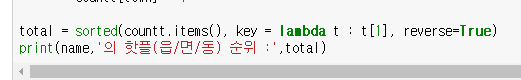 total = sorted(countt.items(), key = lambda t : t[1], reverse=True)
print(name,'의 핫플(읍/면/동) 순위 :',total)